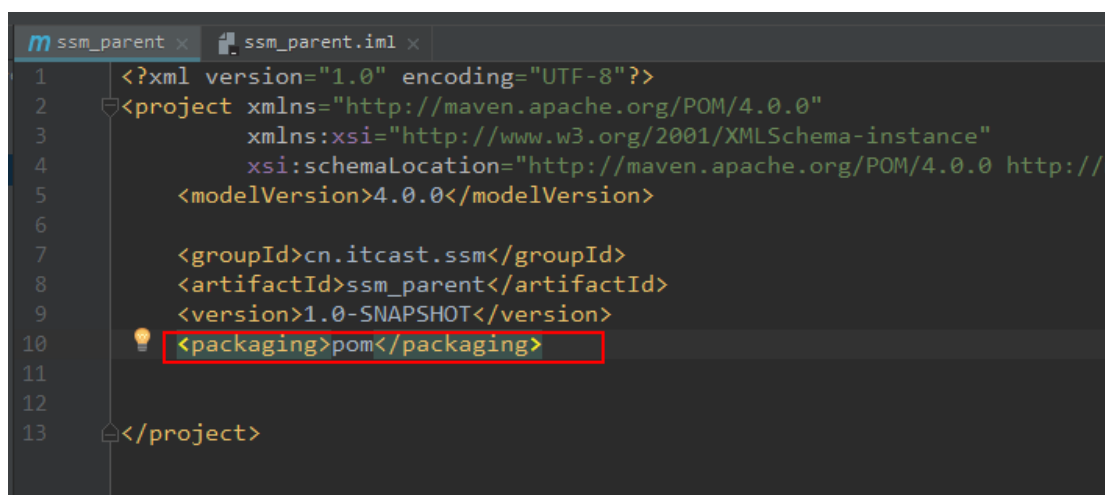 ssm_parent ssm_parent.iml
1 <?xml version="1.0" encoding="UTF-8"?>
2 <project xmlns="http://maven.apache.org/POM/4.0.0"
3 xmlns:xsi="http://www.w3.org/2001/XMLSchema-instance"
4 xsi:schemaLocation="http://maven.apache.org/POM/4.0.0 http://
5 <modelVersion>4.0.0</modelVersion>
6
7 <groupId>cn.itcast.ssm</groupId>
8 <artifactId>ssm_parent</artifactId>
9 <version>1.0-SNAPSHOT</version>
10 <packaging>pom</packaging>
11
12
13 </project>